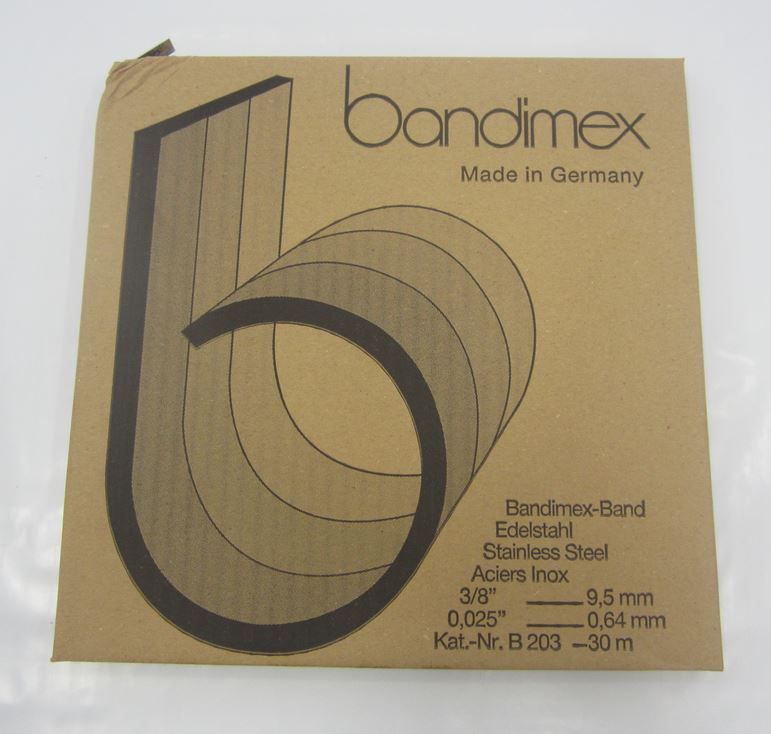 bandimex
Made in Germany
Bandimex-Band
Edelstahl
Stainless Steel
Aciers Inox
3/8” —— 9,5 mm
0,025” —— 0,64 mm
Kat.-Nr. B 203 –30 m